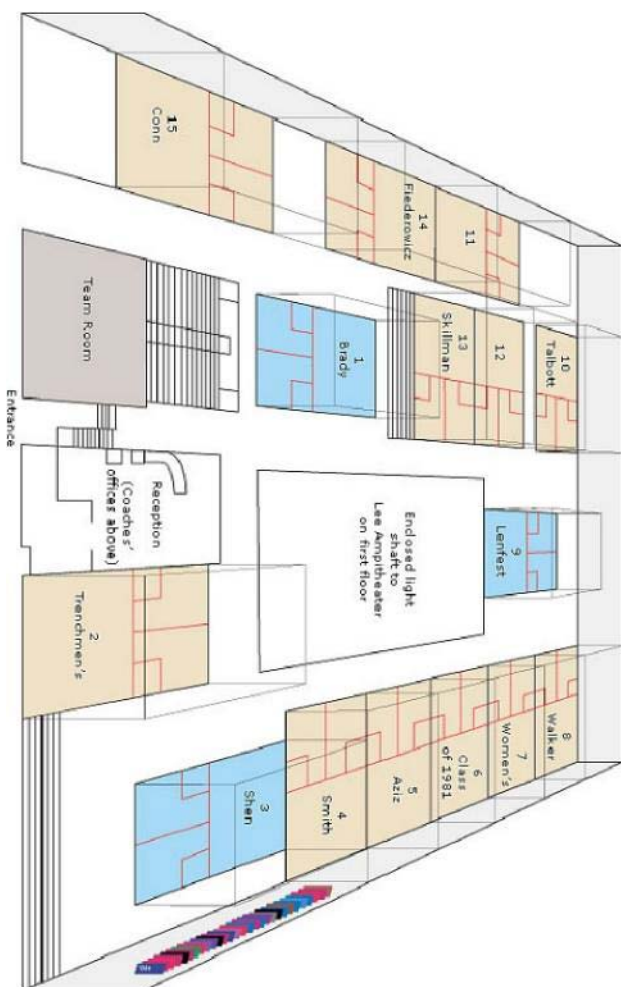 8
Walker
7
Women's
6
Class
of 1981
5
Aziz
4
Smith
3
Shen
9
Lenfest
10
Talbott
12
13
Skillman
11
14
Fiederowicz
1
Brady
15
Conn
Enclosed light
shaft to
Lee Ampitheater
on first floor
2
Trenchmen's
Reception
(Coaches'
offices above)
Team Room
Entrance